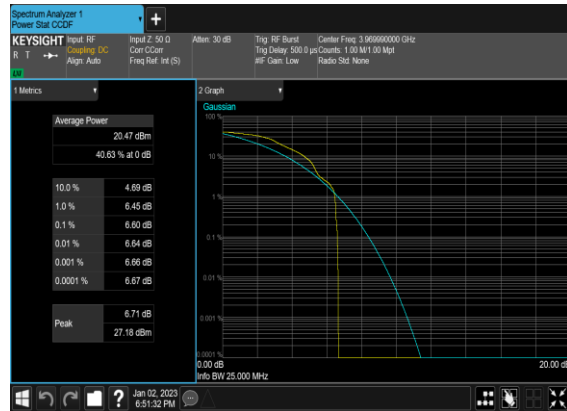 Spectrum Analyzer 1
Power Stat CCDF
KEYSIGHT
R T
LV
Input: RF
Coupling: DC
Align: Auto
Input Z: 50 Ω
Corr CCorr
Freq Ref: Int (S)
Atten: 30 dB
Trig: RF Burst
Trig Delay: 500.0 µs
#IF Gain: Low
Center Freq: 3.969990000 GHz
Counts: 1.00 M/1.00 Mpt
Radio Std: None
1 Metrics
Average Power
20.47 dBm
40.63 % at 0 dB
10.0 % 4.69 dB
1.0 % 6.45 dB
0.1 % 6.60 dB
0.01 % 6.64 dB
0.001 % 6.66 dB
0.0001 % 6.67 dB
Peak
6.71 dB
27.18 dBm
2 Graph
Gaussian
100 %
10 %
1 %
0.1 %
0.01 %
0.001 %
0.0001 %
0.00 dB
20.00 dB
Info BW 25.000 MHz
?
Jan 02, 2023
6:51:32 PM